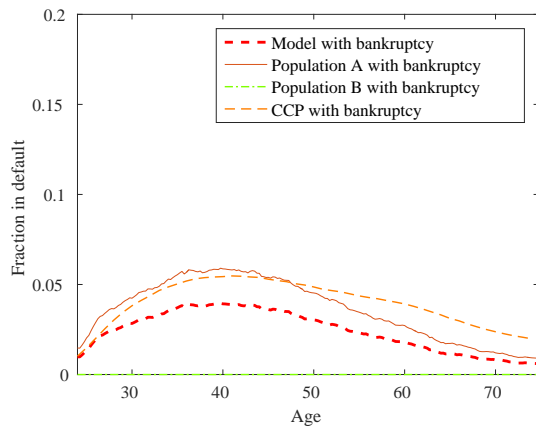 0.2
0.15
0.1
0.05
0
Fraction in default
Model with bankruptcy
Population A with bankruptcy
Population B with bankruptcy
CCP with bankruptcy
30 40 50 60 70
Age